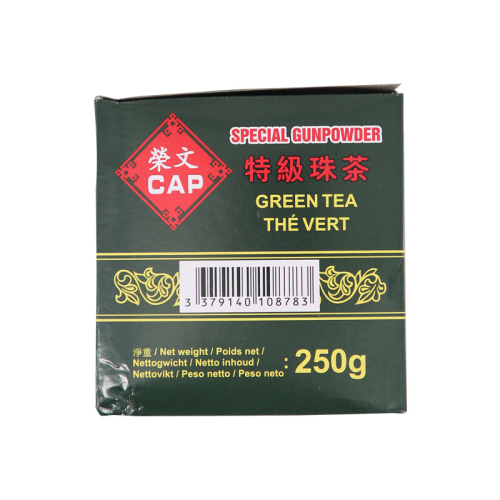 榮文
CAP
SPECIAL GUNPOWDER
特級珠茶
GREEN TEA
THÉ VERT
3 379140 108783
淨重 / Net weight / Poids net /
Nettogwicht / Netto inhoud /
Nettovikt / Peso netto / Peso neto
: 250g